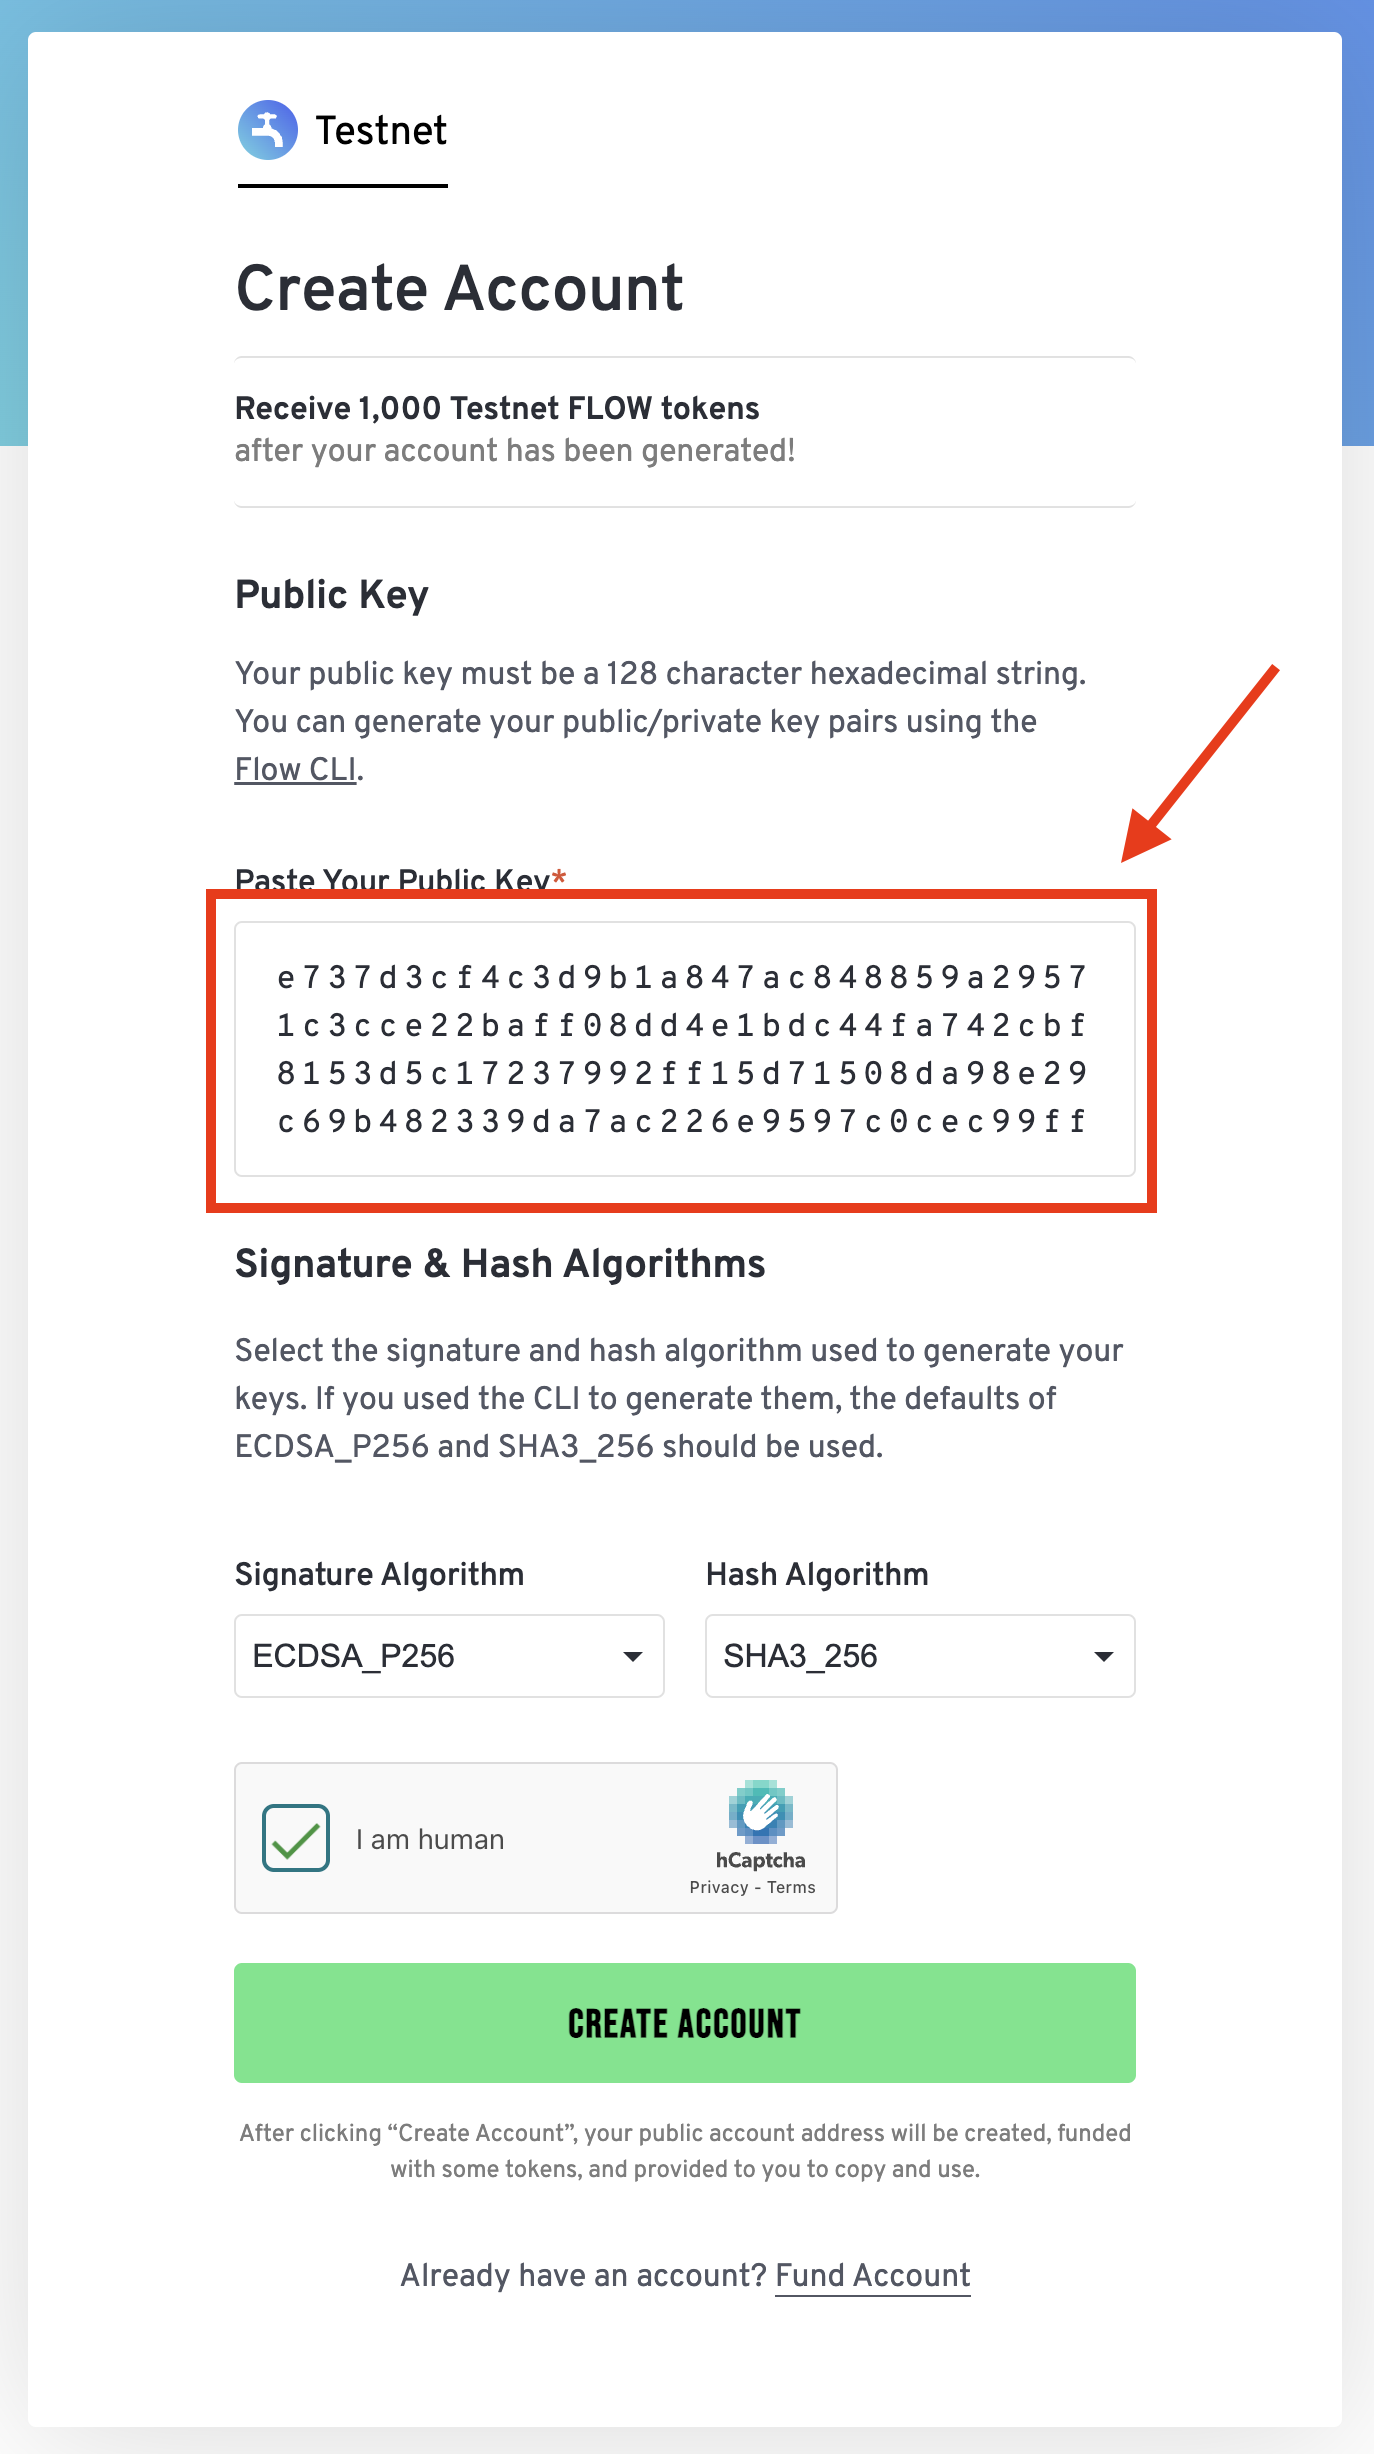 Testnet
Create Account
Receive 1,000 Testnet FLOW tokens
after your account has been generated!
Public Key
Your public key must be a 128 character hexadecimal string.
You can generate your public/private key pairs using the
Flow CLI.
Paste Your Public Key*
e737d3cf4c3d9b1a847ac848859a2957
1c3cce22baff08dd4e1bdc44fa742cbf
8153d5c17237992ff15d71508da98e29
c69b482339da7ac226e9597c0cec99ff
Signature & Hash Algorithms
Select the signature and hash algorithm used to generate your
keys. If you used the CLI to generate them, the defaults of
ECDSA_P256 and SHA3_256 should be used.
Signature Algorithm Hash Algorithm
ECDSA_P256 SHA3_256
I am human
hCaptcha
Privacy - Terms
CREATE ACCOUNT
After clicking “Create Account”, your public account address will be created, funded
with some tokens, and provided to you to copy and use.
Already have an account? Fund Account